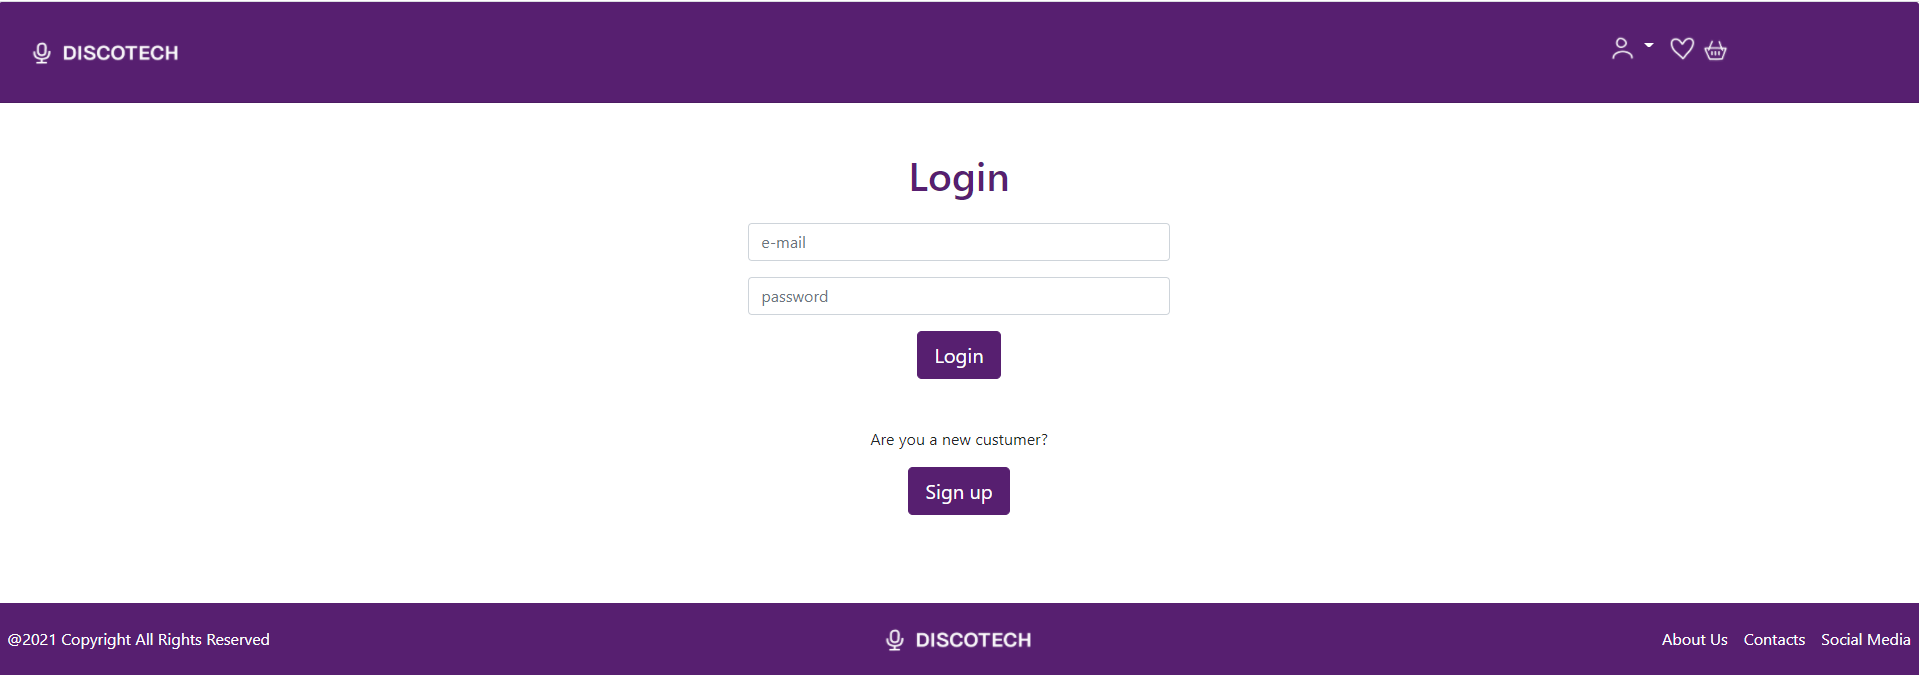 DISCOTECH
Login
e-mail
password
Login
Are you a new custumer?
Sign up
@2021 Copyright All Rights Reserved
DISCOTECH
About Us Contacts Social Media